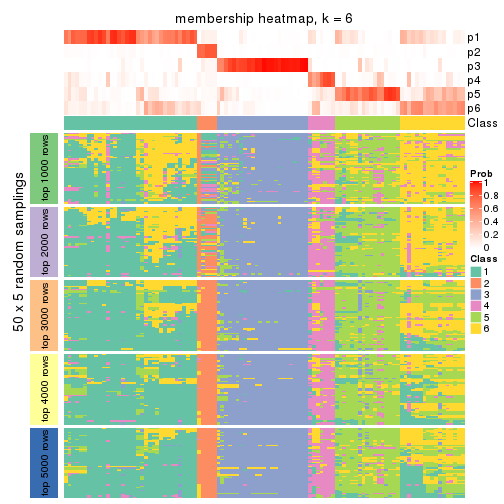 membership heatmap, k = 6
p1
p2
p3
p4
p5
p6
Class
50 x 5 random samplings
top 1000 rows
top 2000 rows
top 3000 rows
top 4000 rows
top 5000 rows
Prob
1
0.8
0.6
0.4
0.2
0
Class
1
2
3
4
5
6